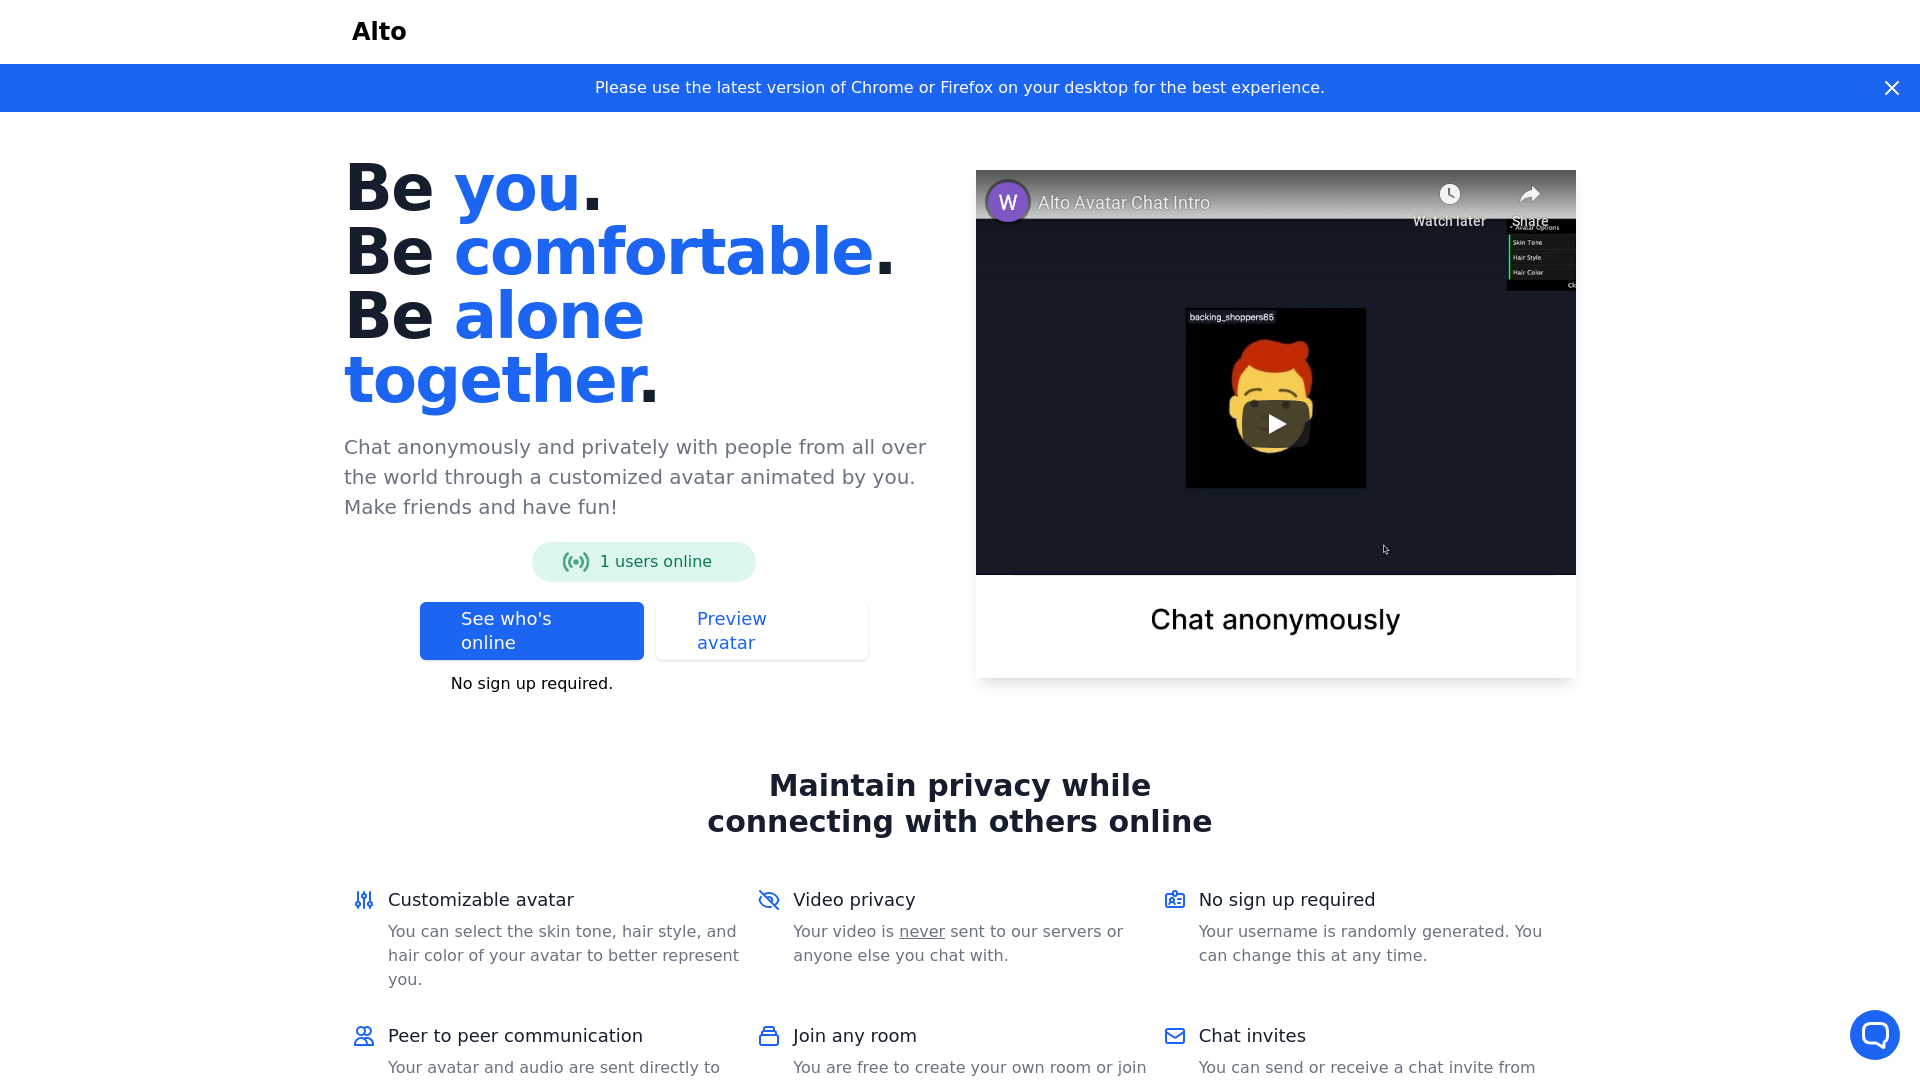 Alto
Please use the latest version of Chrome or Firefox on your desktop for the best experience.
Be you.
Be comfortable.
Be alone
together.
Chat anonymously and privately with people from all over
the world through a customized avatar animated by you.
Make friends and have fun!
1 users online
See who's
online
Preview
avatar
No sign up required.
W
Alto Avatar Chat Intro
Watch later
Share
Avatar Options
Skin Tone
Hair Style
Hair Color
Cl
backing_shoppers85
Chat anonymously
Maintain privacy while
connecting with others online
Customizable avatar
You can select the skin tone, hair style, and
hair color of your avatar to better represent
you.
Video privacy
Your video is never sent to our servers or
anyone else you chat with.
No sign up required
Your username is randomly generated. You
can change this at any time.
Peer to peer communication
Your avatar and audio are sent directly to
Join any room
You are free to create your own room or join
Chat invites
You can send or receive a chat invite from